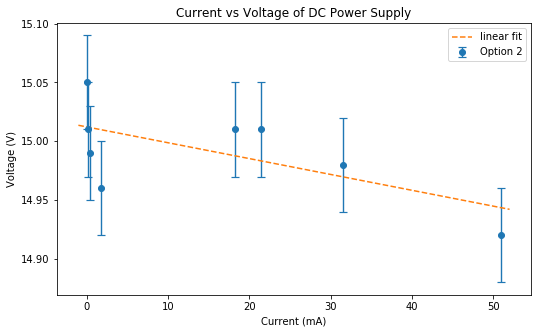 Current vs Voltage of DC Power Supply
linear fit
Option 2
15.10
15.05
15.00
14.95
14.90
Voltage (V)
0 10 20 30 40 50
Current (mA)